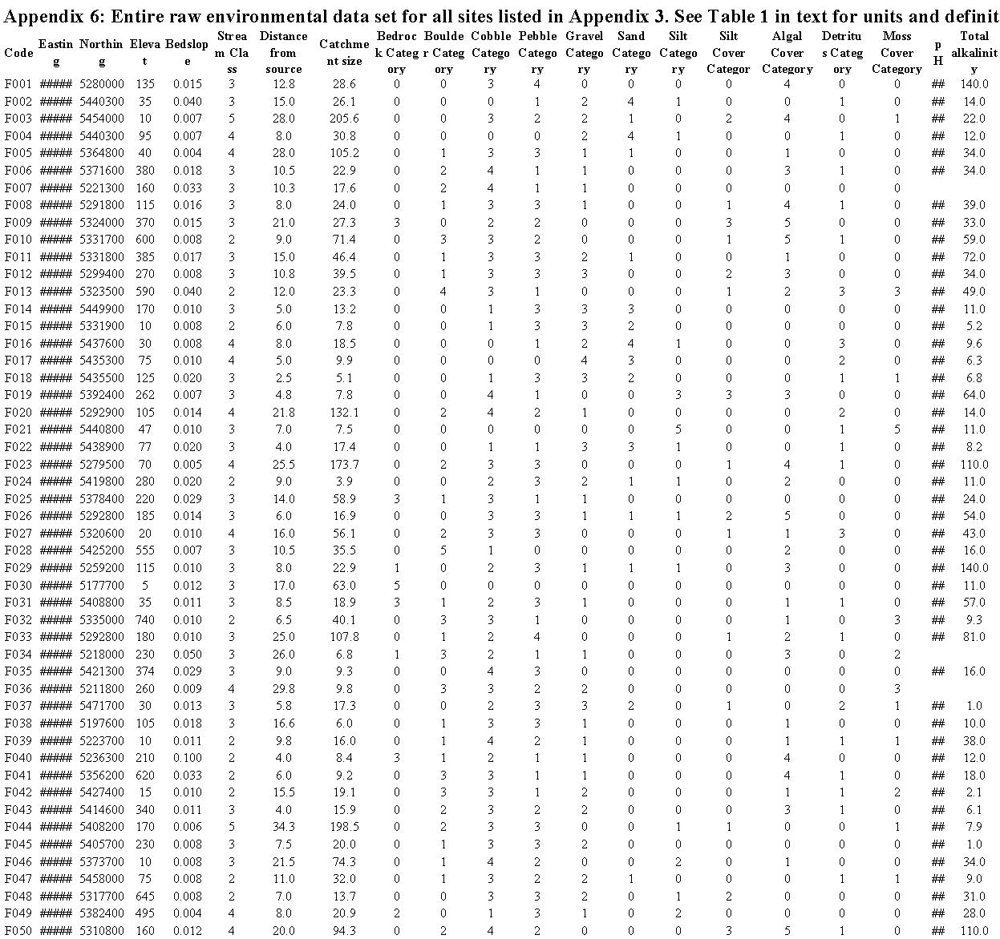 Appendix 6: Entire raw environmental data set for all sites listed in Appendix 3. See Table 1 in text for units and definit
Code Easting Northing Elevat Bedslope Stream Class Distance from source Catchment size Bedrock Category Boulder Category Cobble Category Pebble Category Gravel Category Sand Category Silt Category Silt Cover Categor Algal Cover Category Detritus Category Moss Cover Category pH Total alkalinity
F001 ##### 5280000 135 0.015 3 12.8 28.6 0 0 3 4 0 0 0 0 4 0 0 ## 140.0
F002 ##### 5440300 35 0.040 3 15.0 26.1 0 0 0 1 2 4 1 0 0 1 0 ## 14.0
F003 ##### 5454000 10 0.007 5 28.0 205.6 0 0 3 2 2 1 0 2 4 0 1 ## 22.0
F004 ##### 5440300 95 0.007 4 8.0 30.8 0 0 0 0 2 4 1 0 0 1 0 ## 12.0
F005 ##### 5364800 40 0.004 4 28.0 105.2 0 1 3 3 1 1 0 0 1 0 0 ## 34.0
F006 ##### 5371600 380 0.018 3 10.5 22.9 0 2 4 1 1 0 0 0 3 1 0 ## 34.0
F007 ##### 5221300 160 0.033 3 10.3 17.6 0 2 4 1 1 0 0 0 0 0 0
F008 ##### 5291800 115 0.016 3 8.0 24.0 0 1 3 3 1 0 0 1 4 1 0 ## 39.0
F009 ##### 5324000 370 0.015 3 21.0 27.3 3 0 2 2 0 0 0 3 5 0 0 ## 33.0
F010 ##### 5331700 600 0.008 2 9.0 71.4 0 3 3 2 0 0 0 1 5 1 0 ## 59.0
F011 ##### 5331800 385 0.017 3 15.0 46.4 0 1 3 3 2 1 0 0 1 0 0 ## 72.0
F012 ##### 5299400 270 0.008 3 10.8 39.5 0 1 3 3 3 0 0 2 3 0 0 ## 34.0
F013 ##### 5323500 590 0.040 2 12.0 23.3 0 4 3 1 0 0 0 1 2 3 3 ## 49.0
F014 ##### 5449900 170 0.010 3 5.0 13.2 0 0 1 3 3 3 0 0 0 0 0 ## 11.0
F015 ##### 5331900 10 0.008 2 6.0 7.8 0 0 1 3 3 2 0 0 0 0 0 ## 5.2
F016 ##### 5437600 30 0.008 4 8.0 18.5 0 0 0 1 2 4 1 0 0 3 0 ## 9.6
F017 ##### 5435300 75 0.010 4 5.0 9.9 0 0 0 0 4 3 0 0 0 2 0 ## 6.3
F018 ##### 5435500 125 0.020 3 2.5 5.1 0 0 1 3 3 2 0 0 0 1 1 ## 6.8
F019 ##### 5392400 262 0.007 3 4.8 7.8 0 0 4 1 0 0 3 3 3 0 0 ## 64.0
F020 ##### 5292900 105 0.014 4 21.8 132.1 0 2 4 2 1 0 0 0 0 2 0 ## 14.0
F021 ##### 5440800 47 0.010 3 7.0 7.5 0 0 0 0 0 0 5 0 0 1 5 ## 11.0
F022 ##### 5438900 77 0.020 3 4.0 17.4 0 0 1 1 3 3 1 0 0 1 0 ## 8.2
F023 ##### 5279500 70 0.005 4 25.5 173.7 0 2 3 3 0 0 0 1 4 1 0 ## 110.0
F024 ##### 5419800 280 0.020 2 9.0 3.9 0 0 2 3 2 1 1 0 2 0 0 ## 11.0
F025 ##### 5378400 220 0.029 3 14.0 58.9 3 1 3 1 1 0 0 0 0 0 0 ## 24.0
F026 ##### 5292800 185 0.014 3 6.0 16.9 0 0 3 3 1 1 1 2 5 0 0 ## 54.0
F027 ##### 5320600 20 0.010 4 16.0 56.1 0 2 3 3 0 0 0 1 1 3 0 ## 43.0
F028 ##### 5425200 555 0.007 3 10.5 35.5 0 5 1 0 0 0 0 0 2 0 0 ## 16.0
F029 ##### 5259200 115 0.010 3 8.0 22.9 1 0 2 3 1 1 1 0 3 0 0 ## 140.0
F030 ##### 5177700 5 0.012 3 17.0 63.0 5 0 0 0 0 0 0 0 0 0 0 ## 11.0
F031 ##### 5408800 35 0.011 3 8.5 18.9 3 1 2 3 1 0 0 0 1 1 0 ## 57.0
F032 ##### 5335000 740 0.010 2 6.5 40.1 0 3 3 1 0 0 0 0 1 0 3 ## 9.3
F033 ##### 5292800 180 0.010 3 25.0 107.8 0 1 2 4 0 0 0 1 2 1 0 ## 81.0
F034 ##### 5218000 230 0.050 3 26.0 6.8 1 3 2 1 1 0 0 0 3 0 2
F035 ##### 5421300 374 0.029 3 9.0 9.3 0 0 4 3 0 0 0 0 0 0 0 ## 16.0
F036 ##### 5211800 260 0.009 4 29.8 9.8 0 3 3 2 2 0 0 0 0 0 3
F037 ##### 5471700 30 0.013 3 5.8 17.3 0 0 2 3 3 2 0 1 0 2 1 ## 1.0
F038 ##### 5197600 105 0.018 3 16.6 6.0 0 1 3 3 1 0 0 0 1 0 0 ## 10.0
F039 ##### 5223700 10 0.011 2 9.8 16.0 0 1 4 2 1 0 0 0 1 1 1 ## 38.0
F040 ##### 5236300 210 0.100 2 4.0 8.4 3 1 2 1 1 0 0 0 4 0 0 ## 12.0
F041 ##### 5356200 620 0.033 2 6.0 9.2 0 3 3 1 1 0 0 0 4 1 0 ## 18.0
F042 ##### 5427400 15 0.010 2 15.5 19.1 0 3 3 1 2 0 0 0 1 1 2 ## 2.1
F043 ##### 5414600 340 0.011 3 4.0 15.9 0 2 3 2 2 0 0 0 3 1 0 ## 6.1
F044 ##### 5408200 170 0.006 5 34.3 198.5 0 2 3 3 0 0 1 1 0 0 1 ## 7.9
F045 ##### 5405700 230 0.008 3 7.5 20.0 0 1 3 3 2 0 0 0 0 0 0 ## 1.0
F046 ##### 5373700 10 0.008 3 21.5 74.3 0 1 4 2 0 0 2 0 1 0 0 ## 34.0
F047 ##### 5458000 75 0.008 2 11.0 32.0 0 1 3 2 2 1 0 0 0 1 1 ## 9.0
F048 ##### 5317700 645 0.008 2 7.0 13.7 0 0 3 3 2 0 1 2 0 0 0 ## 31.0
F049 ##### 5382400 495 0.004 4 8.0 20.9 2 0 1 3 1 0 2 0 0 0 0 ## 28.0
F050 ##### 5310800 160 0.012 4 20.0 94.3 0 2 4 2 0 0 0 3 5 1 0 ## 110.0